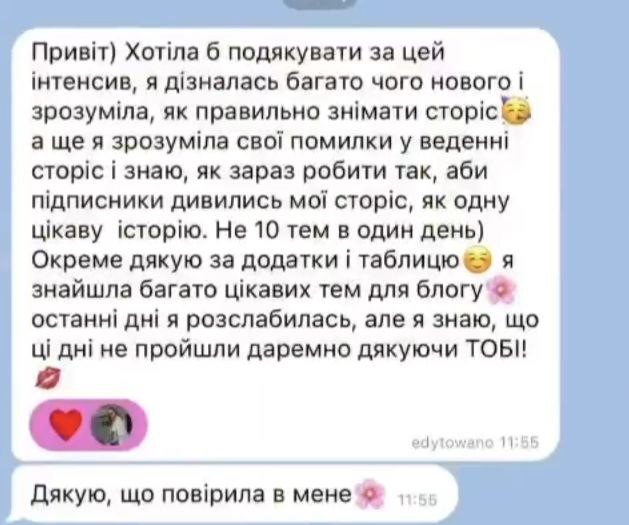 Привіт) Хотіла б подякувати за цей
інтенсив, я дізналась багато чого нового і
зрозуміла, як правильно знімати сторіс🥳
а ще я зрозуміла свої помилки у веденні
сторіс і знаю, як зараз робити так, аби
підписники дивились мої сторіс, як одну
цікаву історію. Не 10 тем в один день)
Окреме дякую за додатки і таблицю☺️ я
знайшла багато цікавих тем для блогу🌸
останні дні я розслабилась, але я знаю, що
ці дні не пройшли даремно дякуючи ТОБІ!
💋
❤️
edytowano 11:55
Дякую, що повірила в мене🌸 11:56